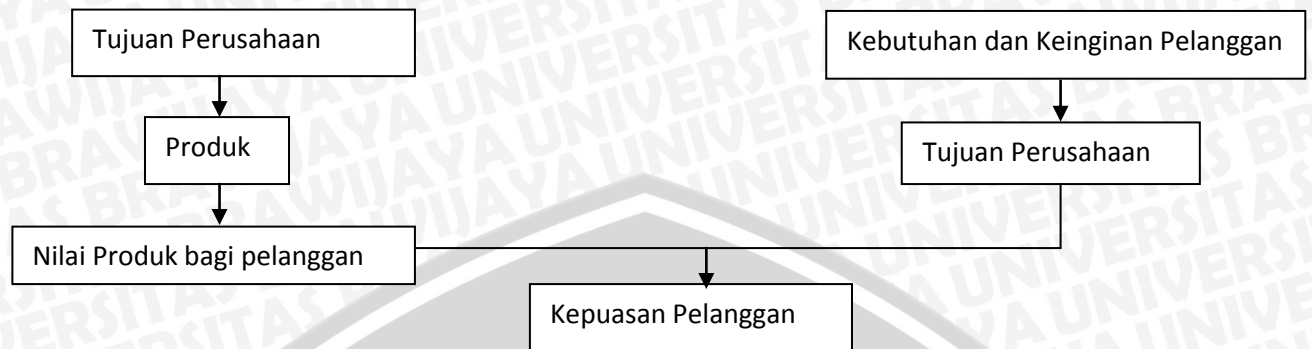 Tujuan Perusahaan
Kebutuhan dan Keinginan Pelanggan
Produk
Tujuan Perusahaan
Nilai Produk bagi pelanggan
Kepuasan Pelanggan